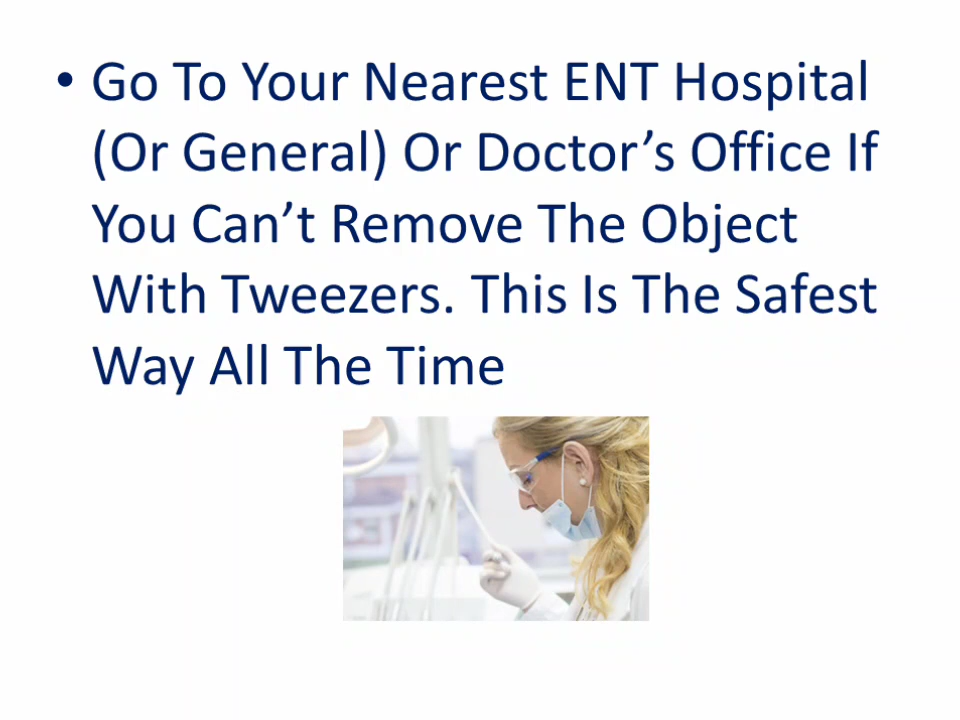 • Go To Your Nearest ENT Hospital
(Or General) Or Doctor’s Office If
You Can’t Remove The Object
With Tweezers. This Is The Safest
Way All The Time